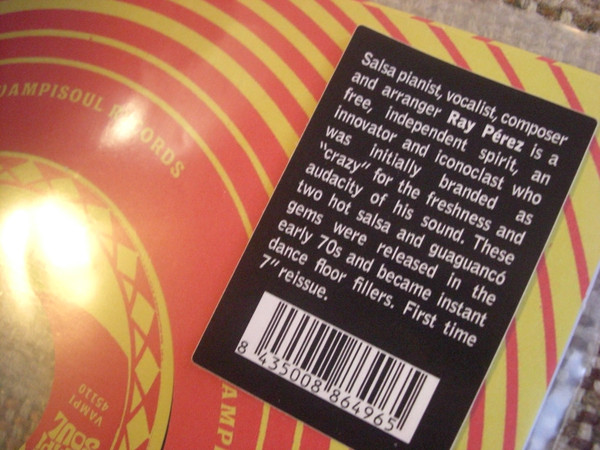 VAMPISOUL RECORDS
Salsa pianist, vocalist, composer
and arranger Ray Pérez is a
free, independent spirit, an
innovator and iconoclast who
was initially branded as
"crazy" for the freshness and
audacity of his sound. These
two hot salsa and guaguancó
gems were released in the
early 70s and became instant
dance floor fillers. First time
7" reissue.
8 435008 864965
VAMPI
45110
SOUL